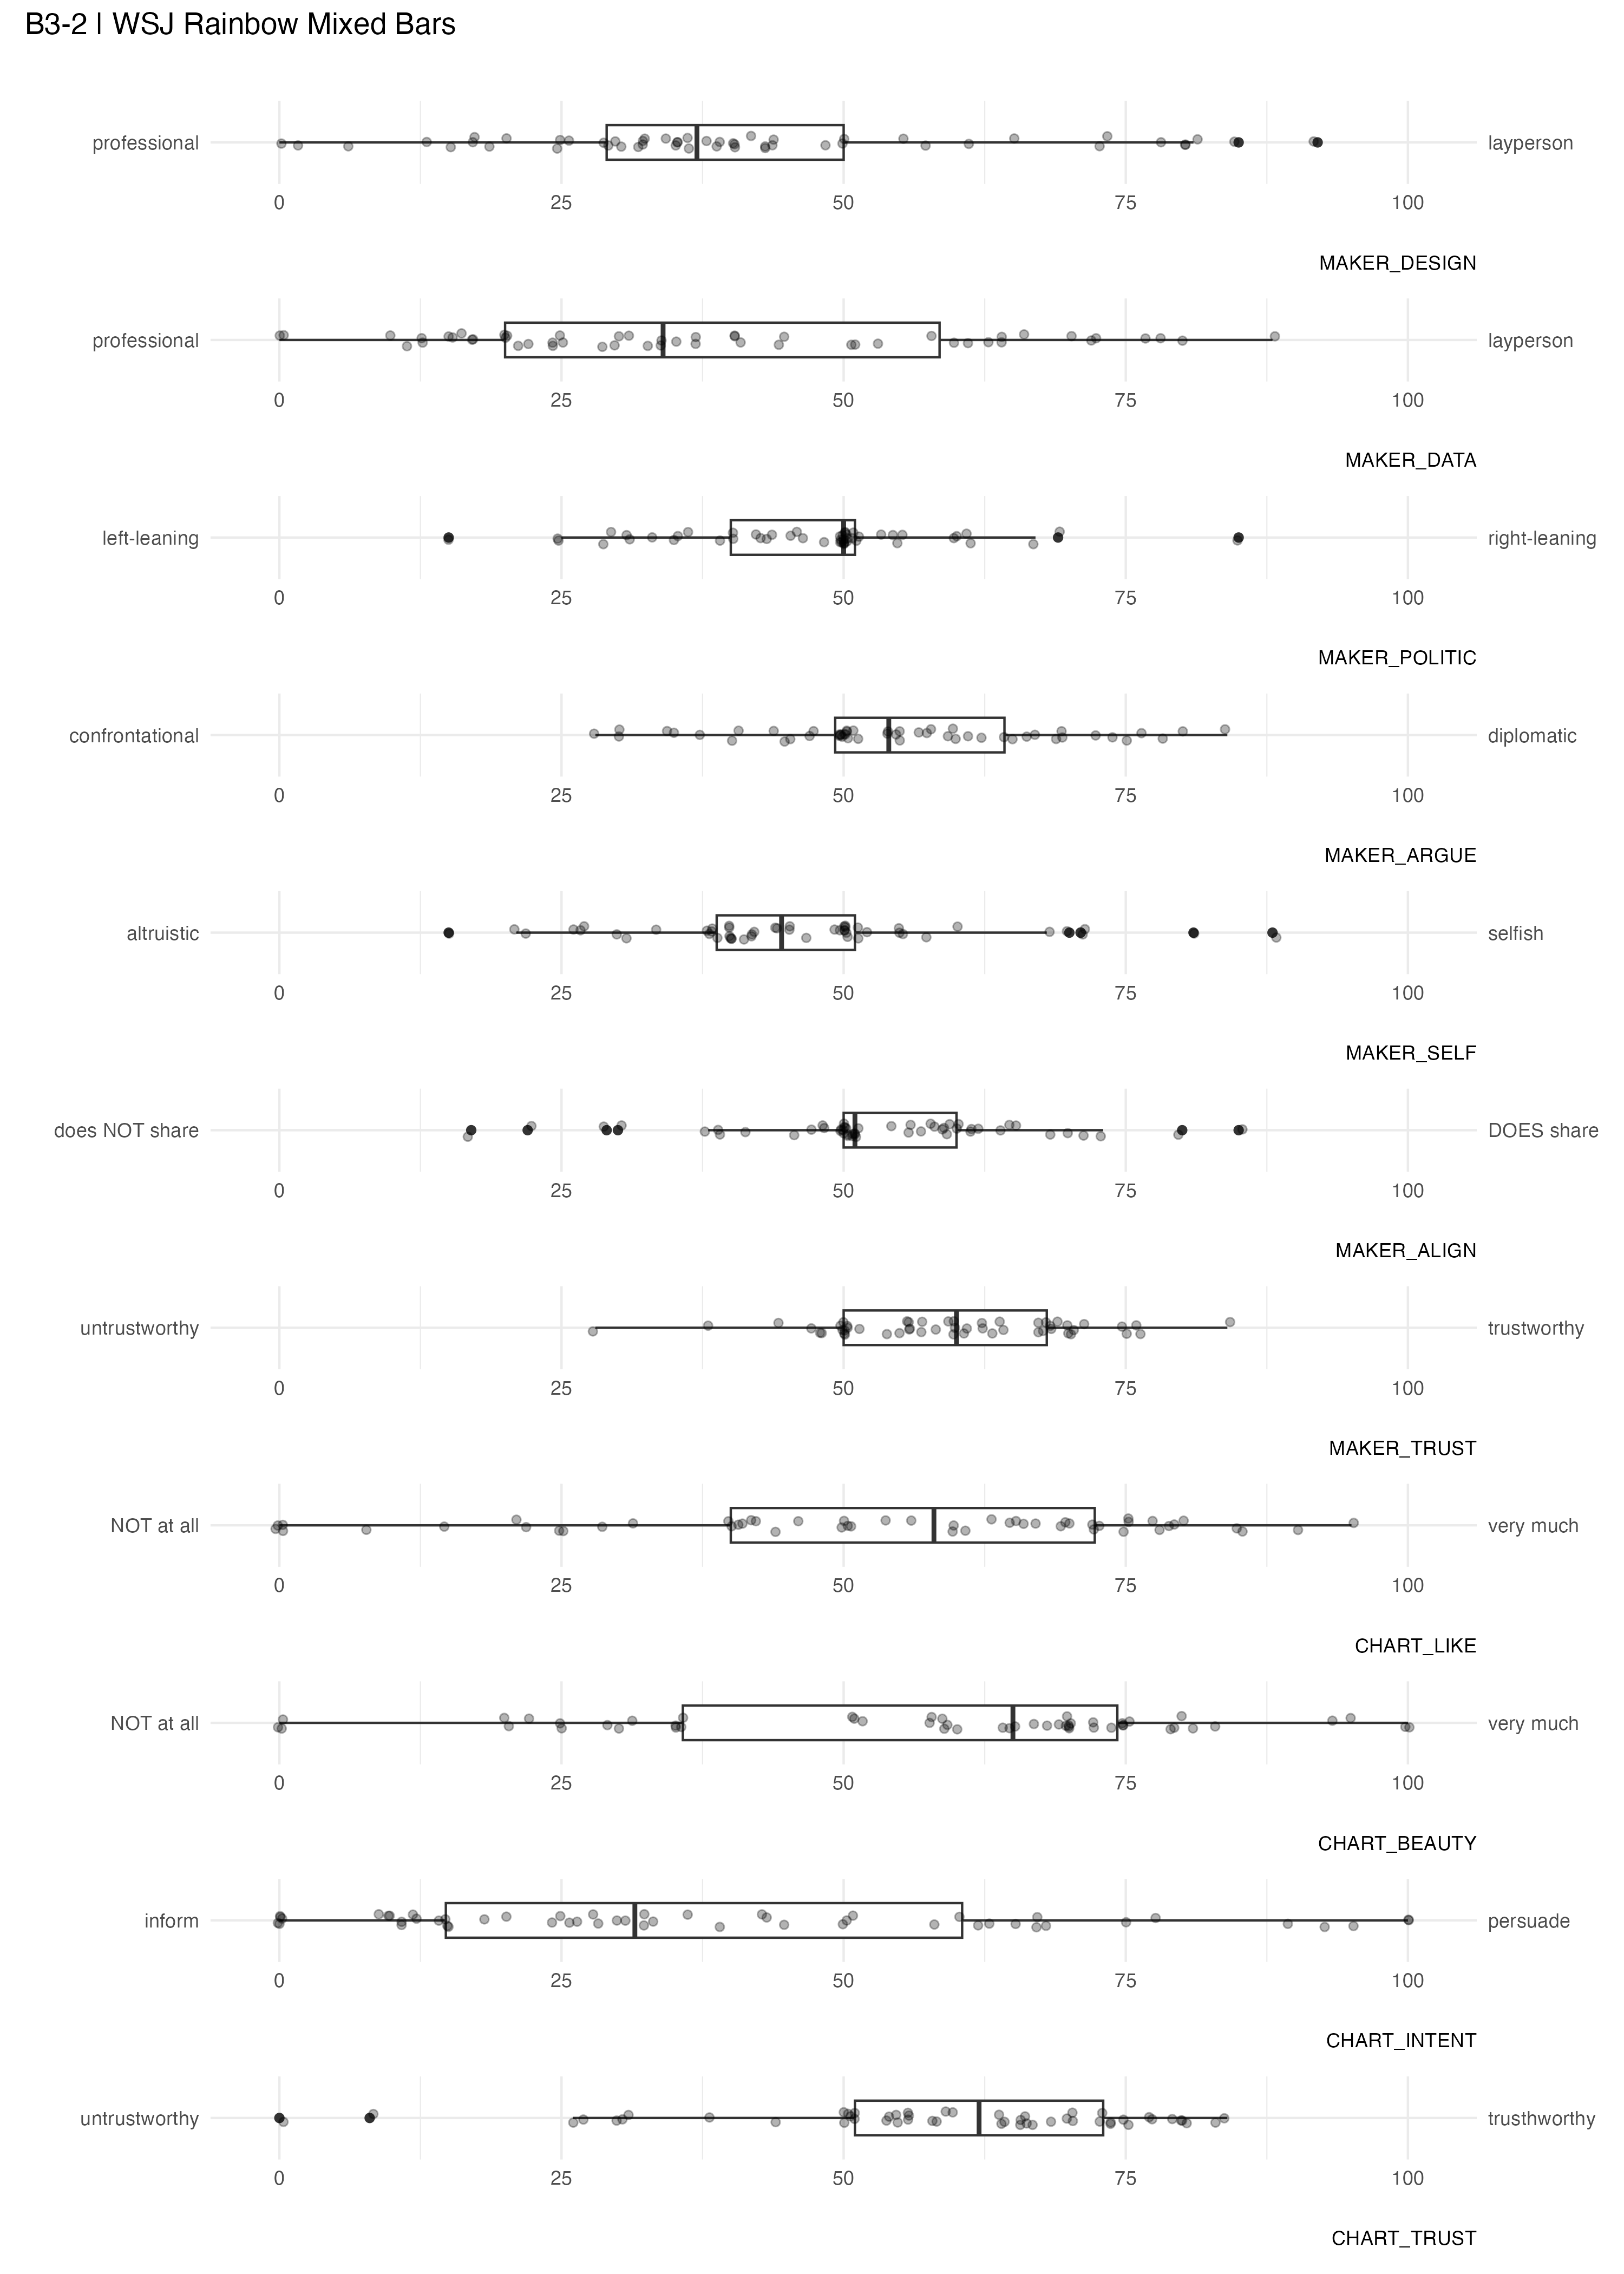 B3-2 | WSJ Rainbow Mixed Bars
professional layperson
0 25 50 75 100
MAKER_DESIGN
professional layperson
0 25 50 75 100
MAKER_DATA
left-leaning right-leaning
0 25 50 75 100
MAKER_POLITIC
confrontational diplomatic
0 25 50 75 100
MAKER_ARGUE
altruistic selfish
0 25 50 75 100
MAKER_SELF
does NOT share DOES share
0 25 50 75 100
MAKER_ALIGN
untrustworthy trustworthy
0 25 50 75 100
MAKER_TRUST
NOT at all very much
0 25 50 75 100
CHART_LIKE
NOT at all very much
0 25 50 75 100
CHART_BEAUTY
inform persuade
0 25 50 75 100
CHART_INTENT
untrustworthy trusthworthy
0 25 50 75 100
CHART_TRUST